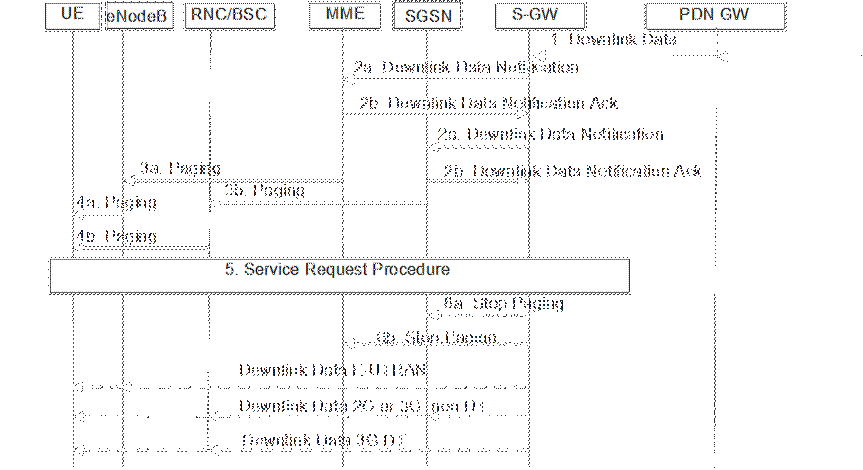 UE eNodeB RNC/BSC MME SGSN S-GW PDN GW
1. Downlink Data
2a. Downlink Data Notification
2b. Downlink Data Notification Ack
2a. Downlink Data Notification
3a. Paging
2b. Downlink Data Notification Ack
3b. Paging
4a. Paging
4b. Paging
5. Service Request Procedure
6a. Stop Paging
6b. Stop Paging
Downlink Data E-UTRAN
Downlink Data 2G or 3G non DT
Downlink Data 3G DT